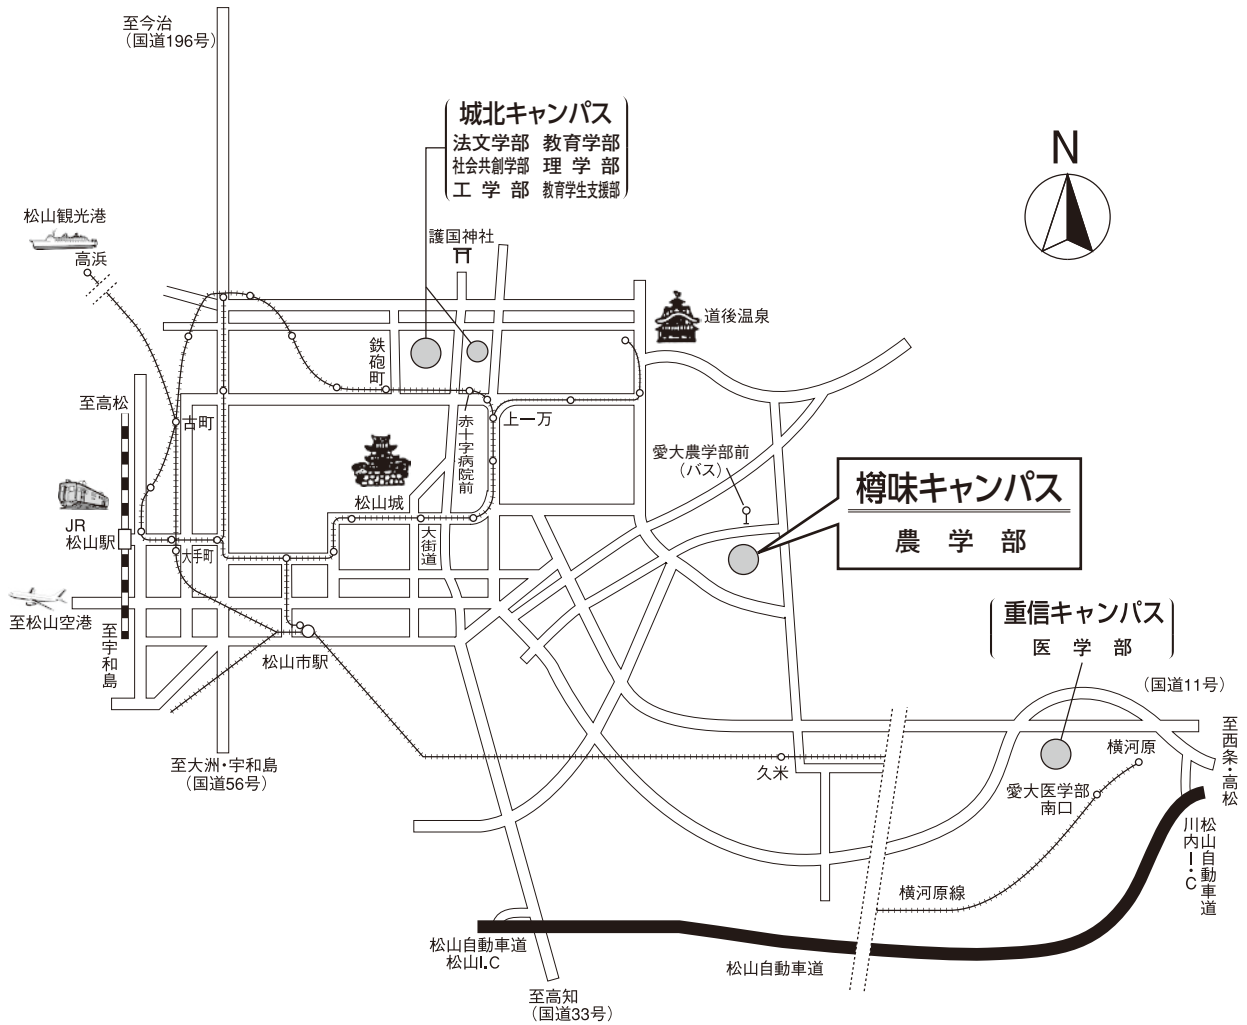 至今治
（国道196号）
城北キャンパス
法文学部 教育学部
社会共創学部 理学部
工学部 教育学生支援部
N
松山観光港
高浜
護国神社
道後温泉
鉄砲町
至高松
古町
赤十字病院前
上一万
愛大農学部前
（バス）
樽味キャンパス
農学部
松山城
JR
松山駅
大手町
大街道
至松山空港
至宇和島
松山市駅
重信キャンパス
医学部
（国道11号）
至西条・高松
横河原
至大洲・宇和島
（国道56号）
久米
愛大医学部
南口
松山自動車道
川内I・C
横河原線
松山自動車道
松山I.C
松山自動車道
至高知
（国道33号）